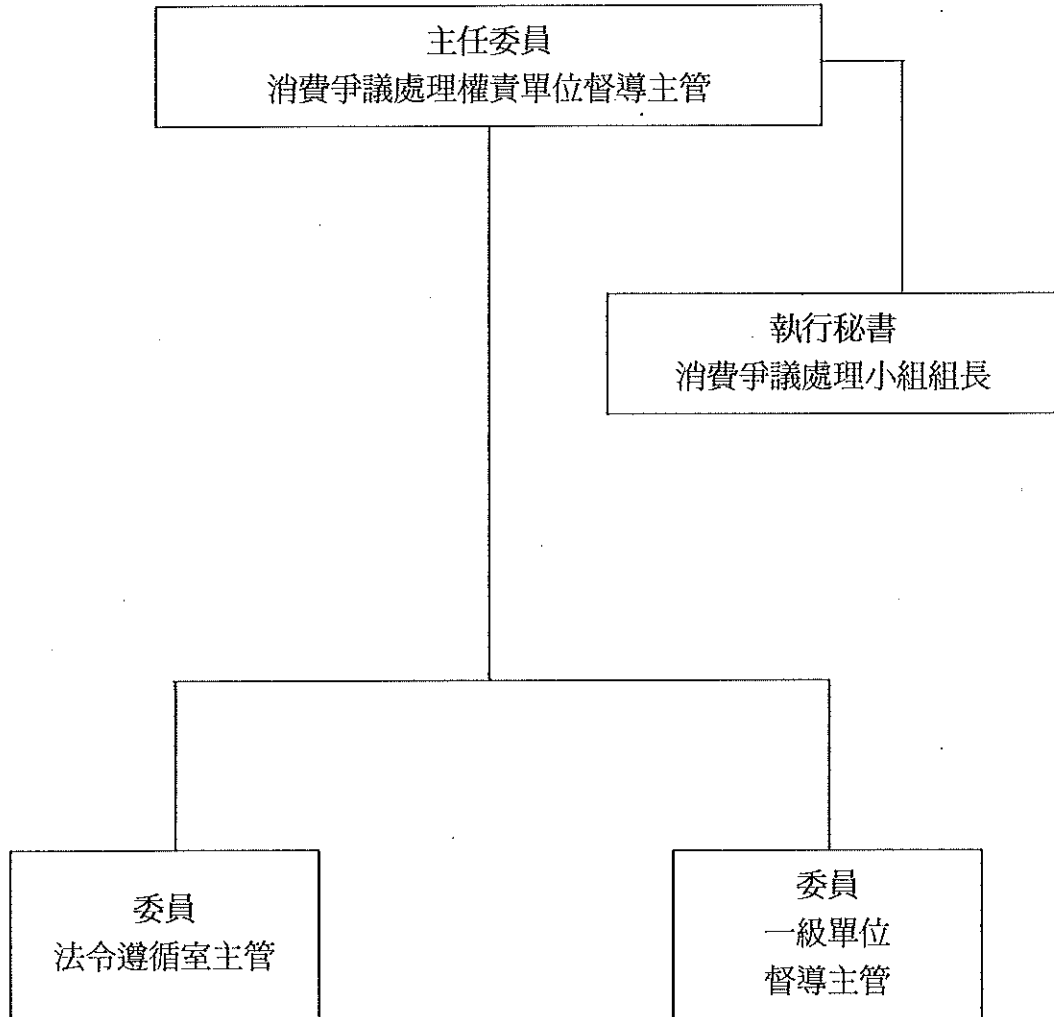 主任委員
消費爭議處理權責單位督導主管
執行秘書
消費爭議處理小組組長
委員
法令遵循室主管
委員
一級單位
督導主管